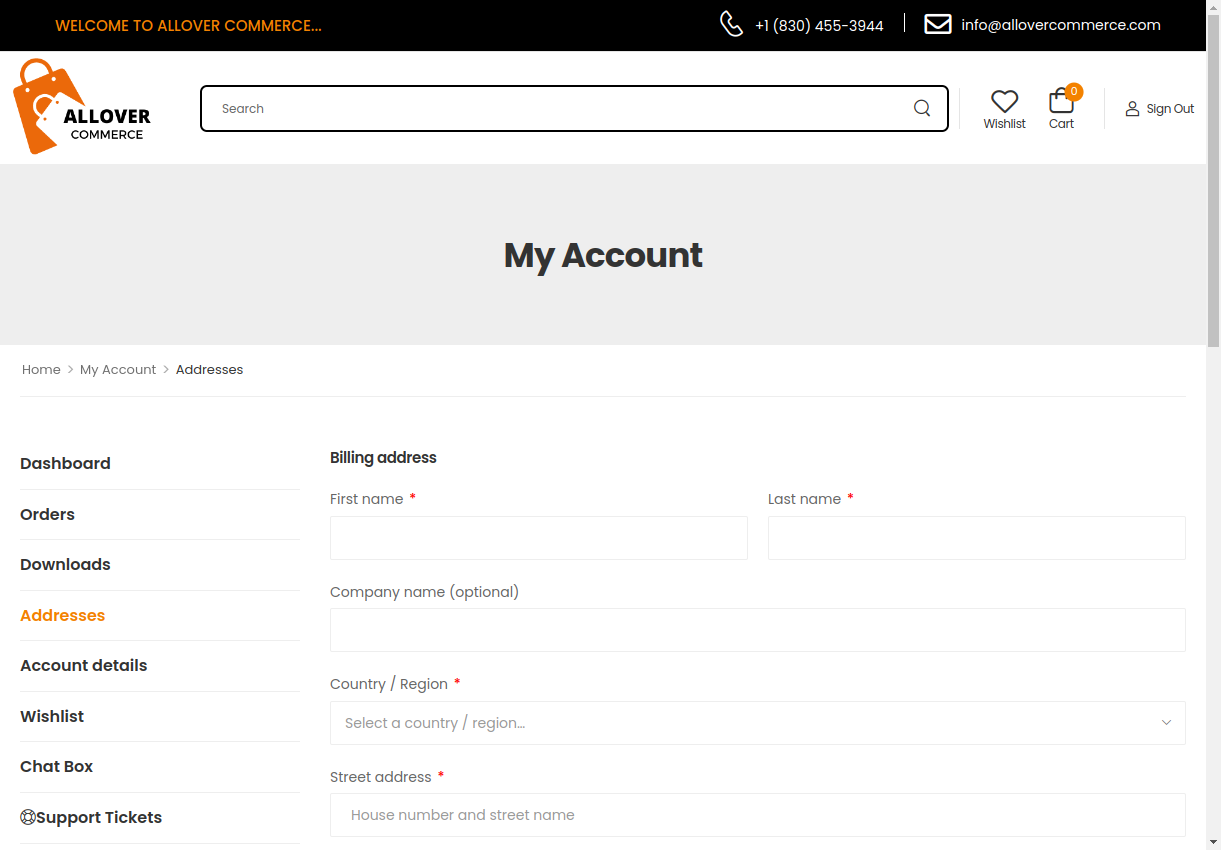 WELCOME TO ALLOVER COMMERCE...
+1 (830) 455-3944
info@allovercommerce.com
ALLOVER
COMMERCE
Search
Wishlist
0
Cart
Sign Out
My Account
Home > My Account > Addresses
Dashboard
Orders
Downloads
Addresses
Account details
Wishlist
Chat Box
Support Tickets
Billing address
First name *
Last name *
Company name (optional)
Country / Region *
Select a country / region...
Street address *
House number and street name